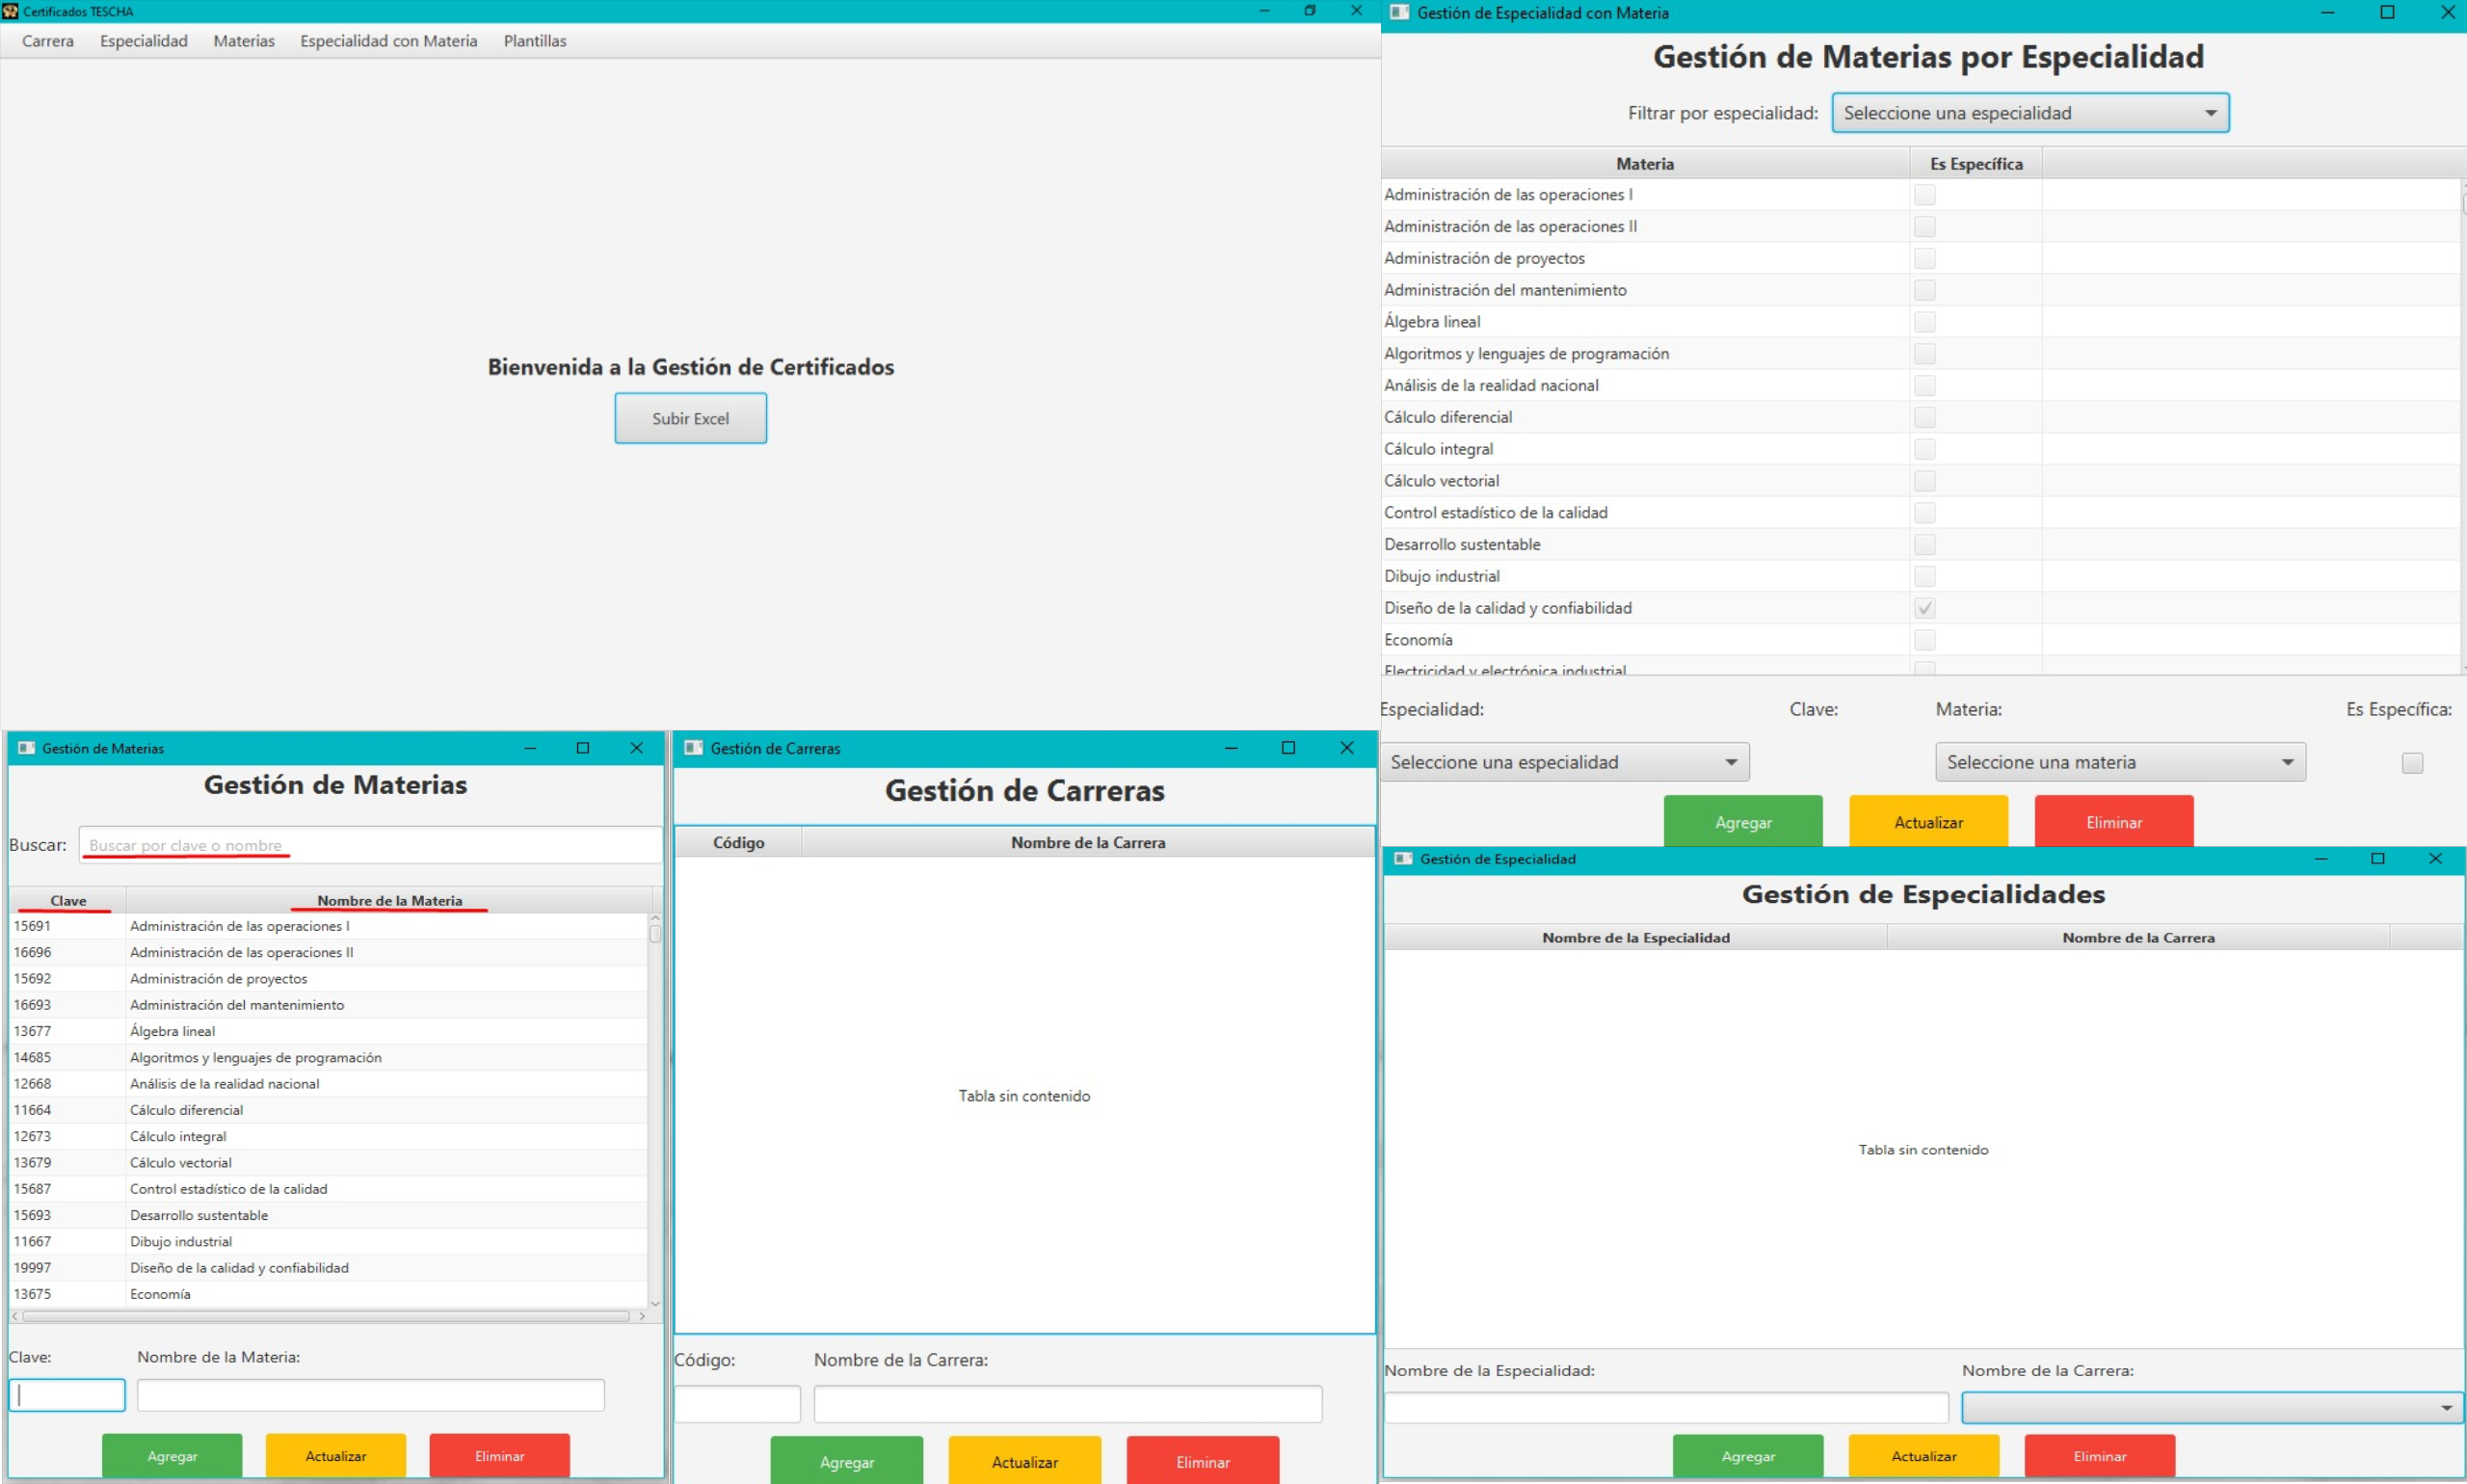 Certificados TESCHA
Carrera Especialidad Materias Especialidad con Materia Plantillas
Bienvenida a la Gestión de Certificados
Subir Excel
Gestión de Especialidad con Materia
Gestión de Materias por Especialidad
Filtrar por especialidad: Seleccione una especialidad
Materia Es Específica
Administración de las operaciones I
Administración de las operaciones II
Administración de proyectos
Administración del mantenimiento
Álgebra lineal
Algoritmos y lenguajes de programación
Análisis de la realidad nacional
Cálculo diferencial
Cálculo integral
Cálculo vectorial
Control estadístico de la calidad
Desarrollo sustentable
Dibujo industrial
Diseño de la calidad y confiabilidad
Economía
Electricidad y electrónica industrial
Especialidad: Clave: Materia: Es Específica:
Seleccione una especialidad Seleccione una materia
Agregar Actualizar Eliminar
Gestión de Materias
Gestión de Materias
Buscar: Buscar por clave o nombre
Clave Nombre de la Materia
15691 Administración de las operaciones I
16696 Administración de las operaciones II
15692 Administración de proyectos
16693 Administración del mantenimiento
13677 Álgebra lineal
14685 Algoritmos y lenguajes de programación
12668 Análisis de la realidad nacional
11664 Cálculo diferencial
12673 Cálculo integral
13679 Cálculo vectorial
15687 Control estadístico de la calidad
15693 Desarrollo sustentable
11667 Dibujo industrial
19997 Diseño de la calidad y confiabilidad
13675 Economía
Clave: Nombre de la Materia:
Agregar Actualizar Eliminar
Gestión de Carreras
Gestión de Carreras
Código Nombre de la Carrera
Tabla sin contenido
Código: Nombre de la Carrera:
Agregar Actualizar Eliminar
Gestión de Especialidad
Gestión de Especialidades
Nombre de la Especialidad Nombre de la Carrera
Tabla sin contenido
Nombre de la Especialidad: Nombre de la Carrera:
Agregar Actualizar Eliminar